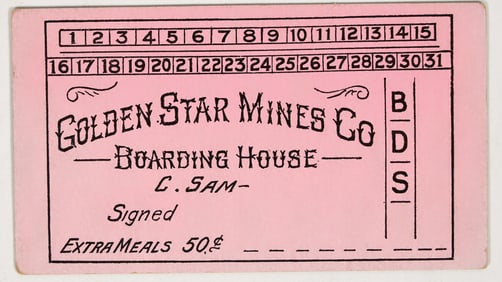 1 2 3 4 5 6 7 8 9 10 11 12 13 14 15
16 17 18 19 20 21 22 23 24 25 26 27 28 29 30 31
GOLDEN STAR MINES CO
BOARDING HOUSE
C. SAM-
Signed
EXTRA MEALS 50.¢
B
D
S